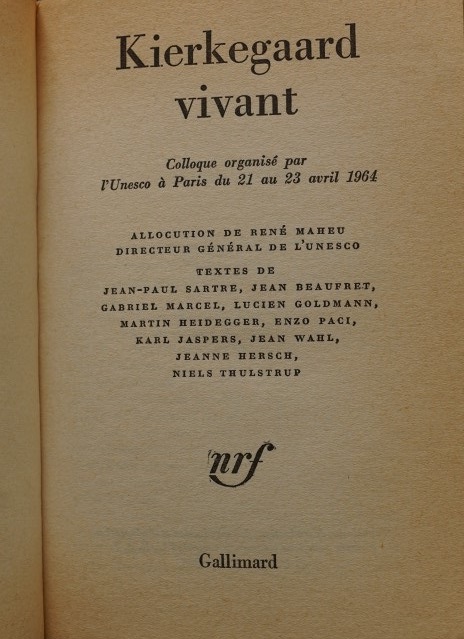 Kierkegaard
vivant
Colloque organisé par
l'Unesco à Paris du 21 au 23 avril 1964
ALLOCUTION DE RENÉ MAHEU
DIRECTEUR GÉNÉRAL DE L'UNESCO
TEXTES DE
JEAN-PAUL SARTRE, JEAN BEAUFRET,
GABRIEL MARCEL, LUCIEN GOLDMANN,
MARTIN HEIDEGGER, ENZO PACI,
KARL JASPERS, JEAN WAHL,
JEANNE HERSCH,
NIELS THULSTRUP
nrf
Gallimard